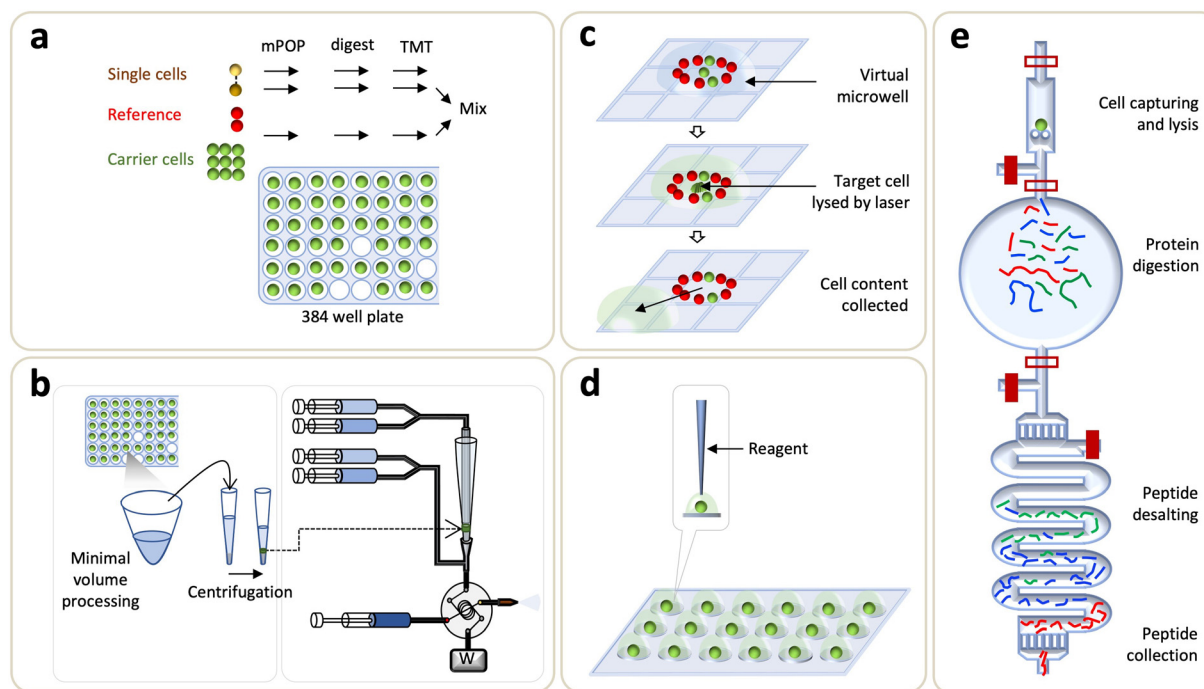 a
mPOP digest TMT
Single cells
Reference
Mix
Carrier cells
384 well plate
b
Minimal
volume
processing
Centrifugation
W
c
Virtual
microwell
Target cell
lysed by laser
Cell content
collected
d
Reagent
e
Cell capturing
and lysis
Protein
digestion
Peptide
desalting
Peptide
collection